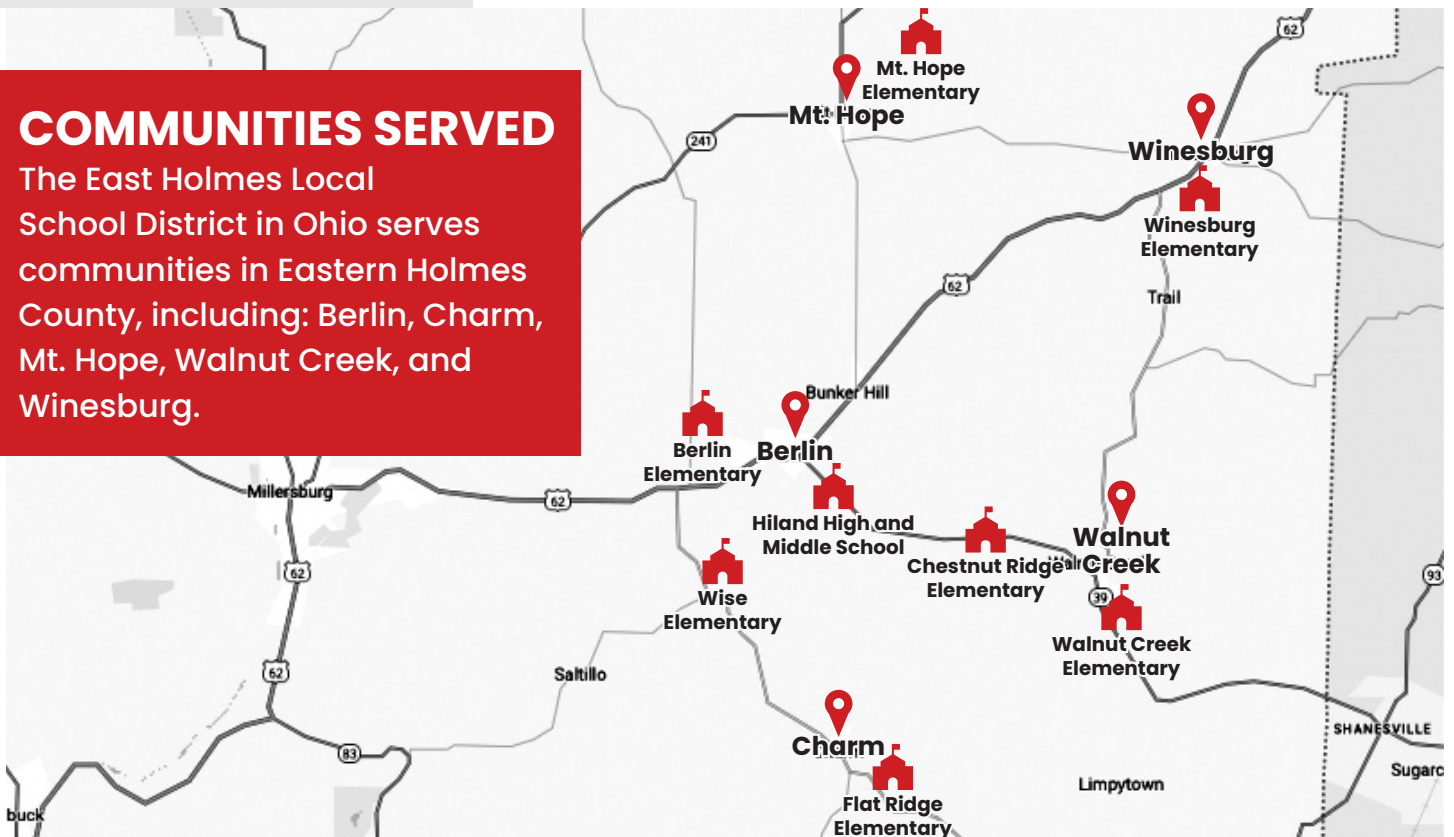 COMMUNITIES SERVED
The East Holmes Local
School District in Ohio serves
communities in Eastern Holmes
County, including: Berlin, Charm,
Mt. Hope, Walnut Creek, and
Winesburg.
62
Mt. Hope
Elementary
Mt. Hope
241
Winesburg
Winesburg
Elementary
62
Trail
Bunker Hill
Berlin
Elementary
Berlin
Millersburg
62
Hiland High and
Middle School
Chestnut Ridge
Elementary
Walnut
Creek
62
Wise
Elementary
39
93
Walnut Creek
Elementary
62
Saltillo
Charm
83
SHANESVILLE
Flat Ridge
Elementary
Limpytown
Sugarc
buck